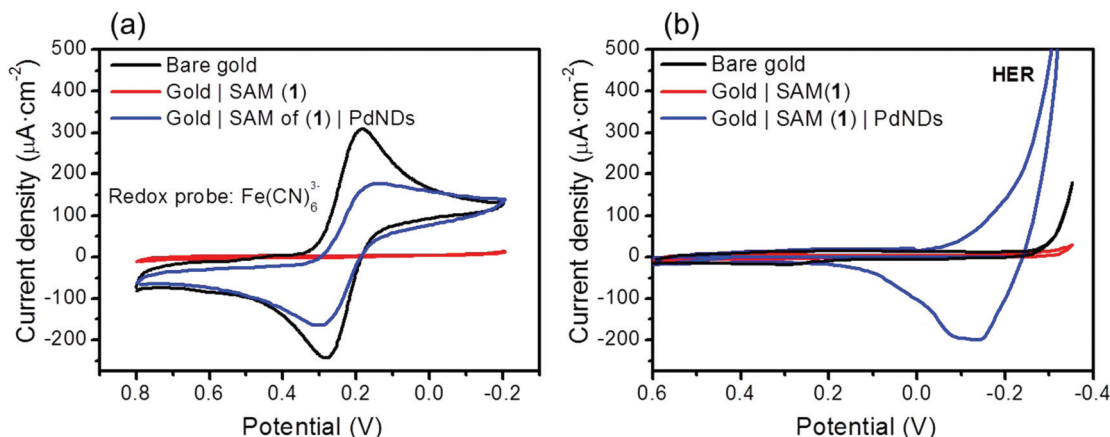 (a)
500
400
300
200
100
0
-100
-200
Current density (μA·cm⁻²)
Bare gold
Gold | SAM (1)
Gold | SAM of (1) | PdNDs
Redox probe: Fe(CN)₆³⁻
0.8 0.6 0.4 0.2 0.0 -0.2
Potential (V)
(b)
500
400
300
200
100
0
-100
-200
Current density (μA·cm⁻²)
Bare gold
Gold | SAM(1)
Gold | SAM (1) | PdNDs
HER
0.6 0.4 0.2 0.0 -0.2 -0.4
Potential (V)